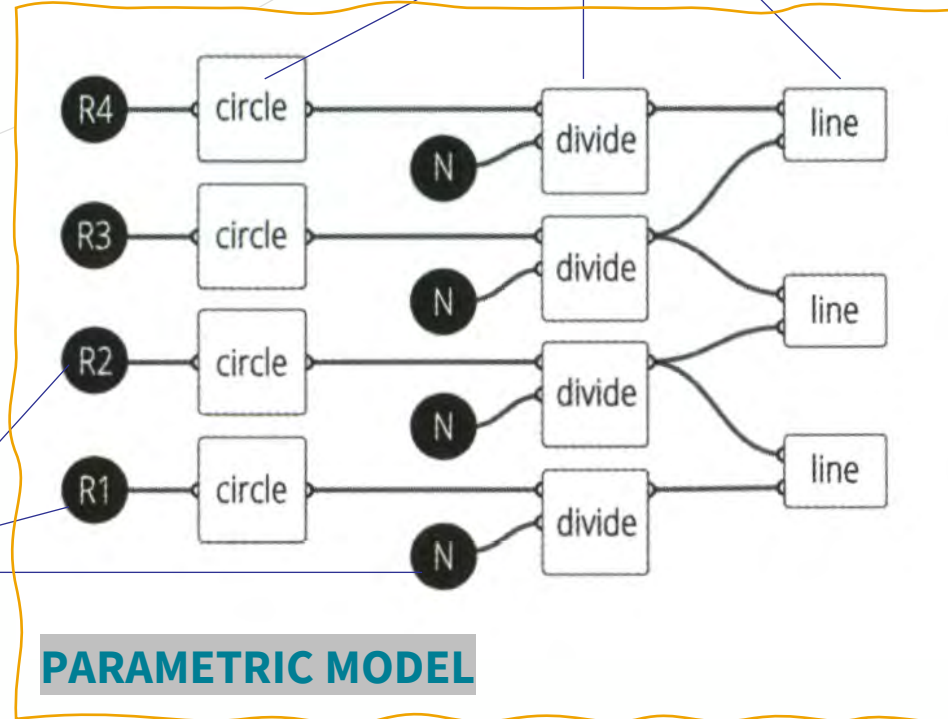 R4 circle N divide line
R3 circle N divide line
R2 circle N divide line
R1 circle N divide
PARAMETRIC MODEL